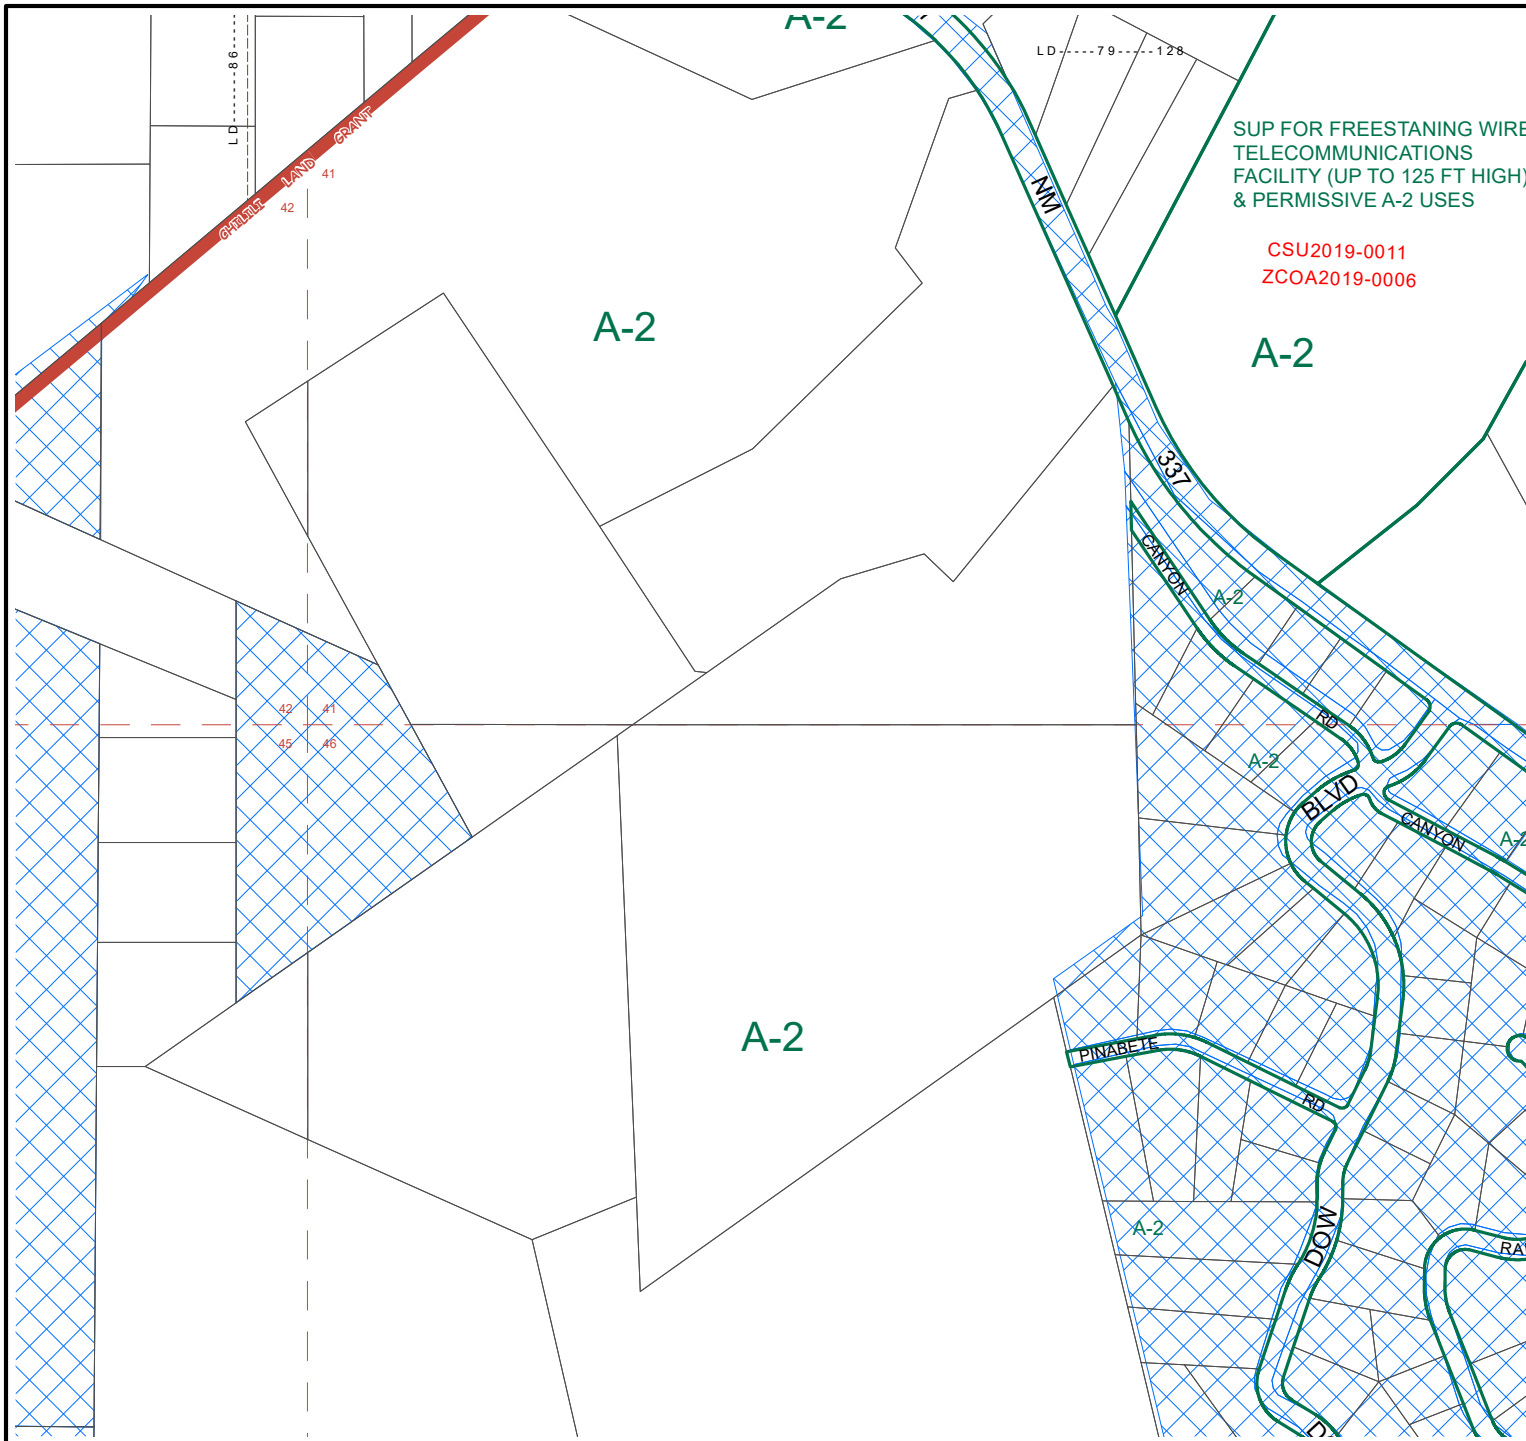 A-2
LD-----79-----128
LD-----86-----
SUP FOR FREESTANING WIRE
TELECOMMUNICATIONS
FACILITY (UP TO 125 FT HIGH)
& PERMISSIVE A-2 USES
CSU2019-0011
ZCOA2019-0006
CHILILI LAND GRANT
41
42
NM
337
A-2
A-2
CANYON
RD
A-2
A-2
42 41
45 46
BLVD
CANYON
A-2
A-2
PINABETE
RD
A-2
DOW
RA
D